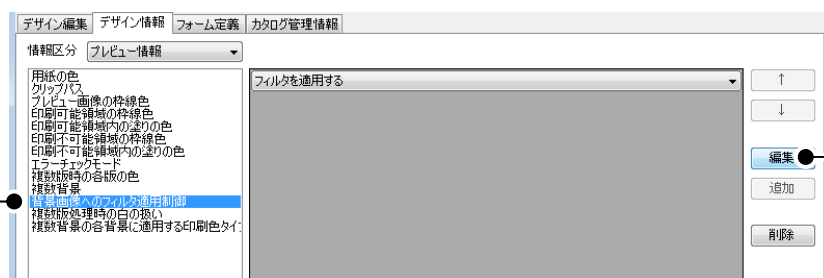 デザイン編集 デザイン情報 フォーム定義 カタログ管理情報
情報区分 プレビュー情報
用紙の色
クリップパス
プレビュー画像の枠線色
印刷可能領域の枠線色
印刷可能領域内の塗りの色
印刷不可能領域の枠線色
印刷不可能領域内の塗りの色
エラーチェックモード
複数版時の各版の色
複数背景
背景画像へのフィルタ適用制御
複数版処理時の白の扱い
複数背景の各背景に適用する印刷色タイ
フィルタを適用する
↑
↓
編集
追加
削除